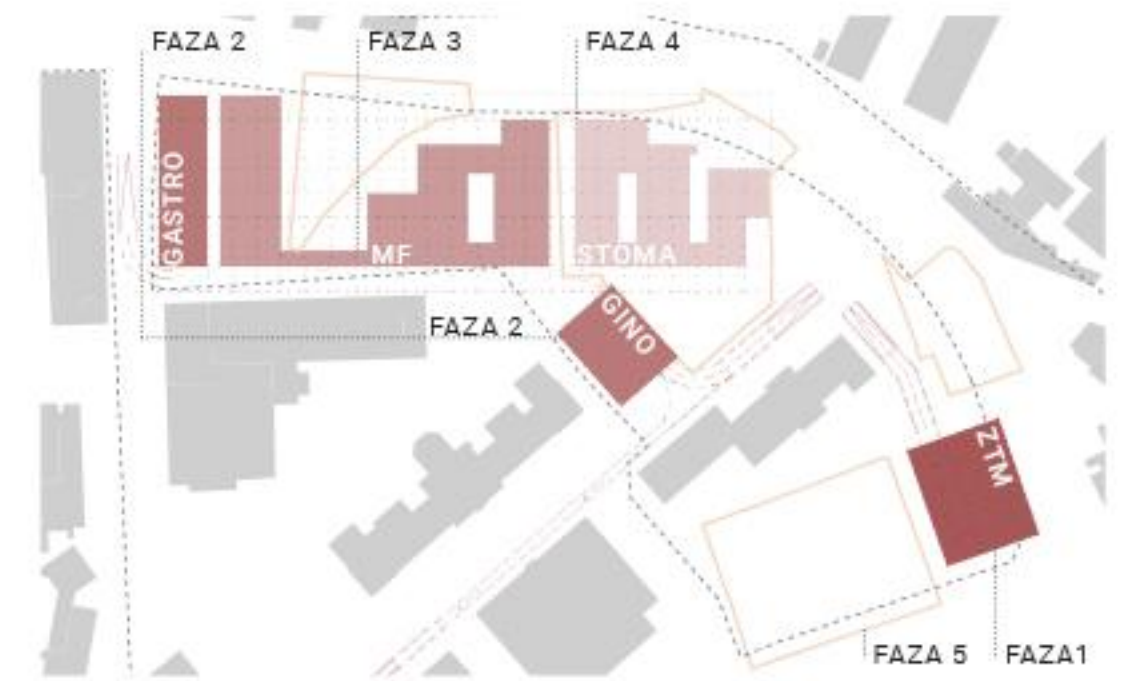 FAZA 2
FAZA 3
FAZA 4
GASTRO
MF
STOMA
GINO
FAZA 2
ZTM
FAZA 5
FAZA1